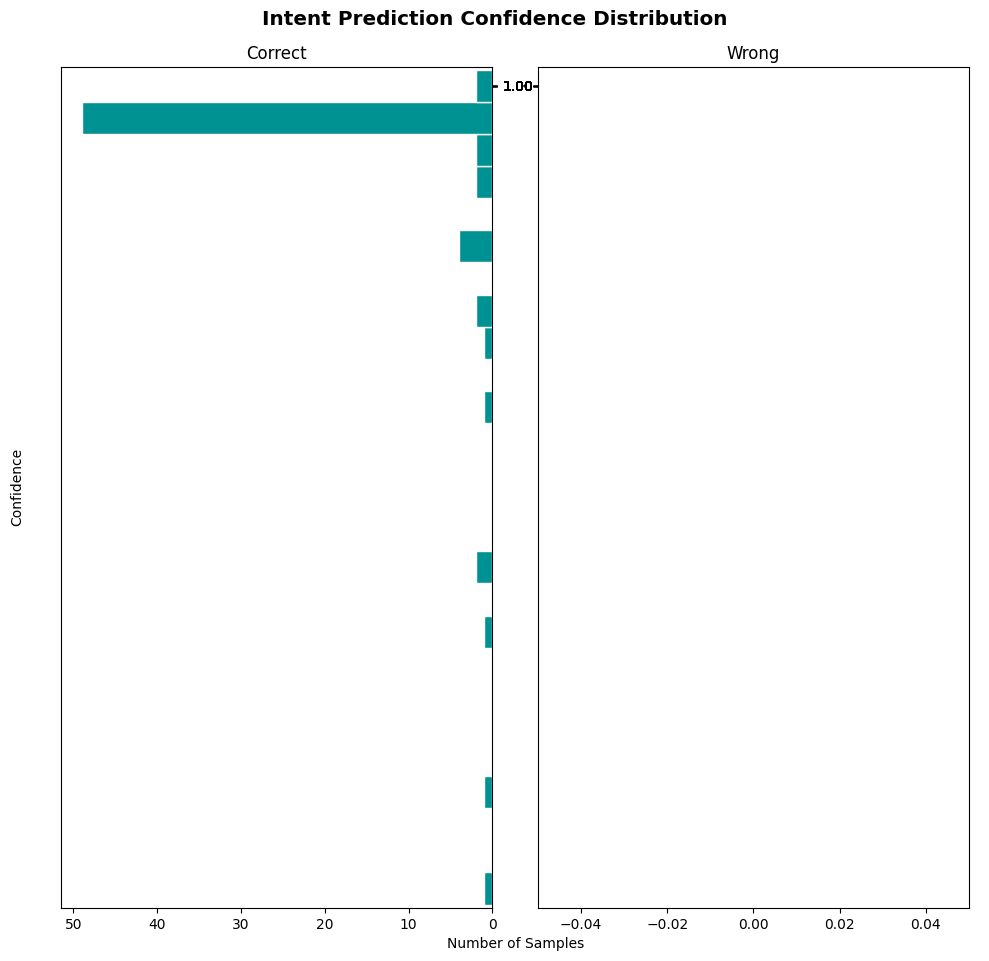 Intent Prediction Confidence Distribution
Correct
Wrong
1.00
Confidence
50 40 30 20 10 0
−0.04 −0.02 0.00 0.02 0.04
Number of Samples